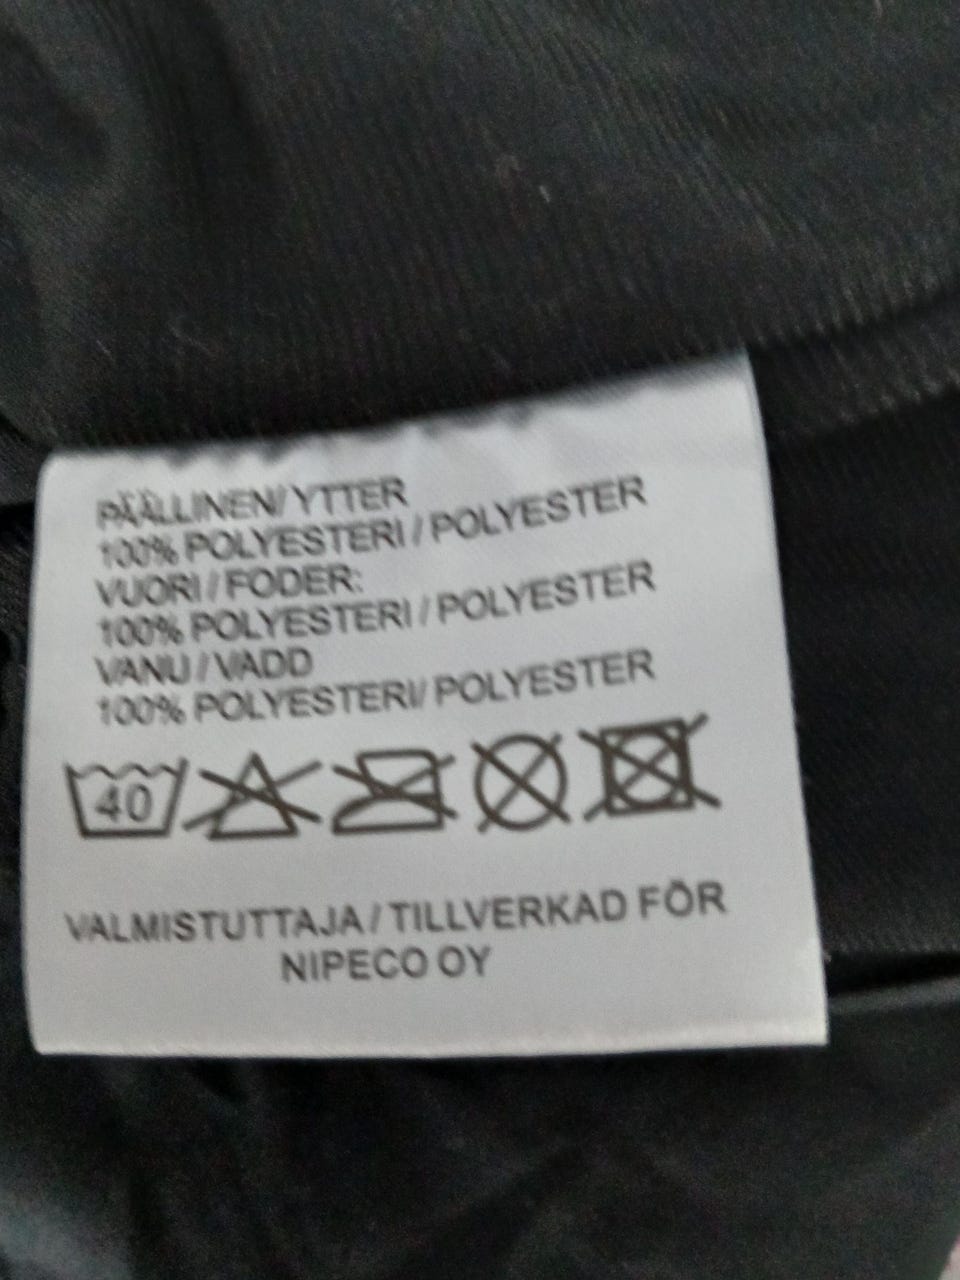 PÄÄLLINEN/YTTER
100% POLYESTERI / POLYESTER
VUORI / FODER:
100% POLYESTERI / POLYESTER
VANU / VADD
100% POLYESTERI/ POLYESTER
40
VALMISTUTTAJA / TILLVERKAD FÖR
NIPECO OY